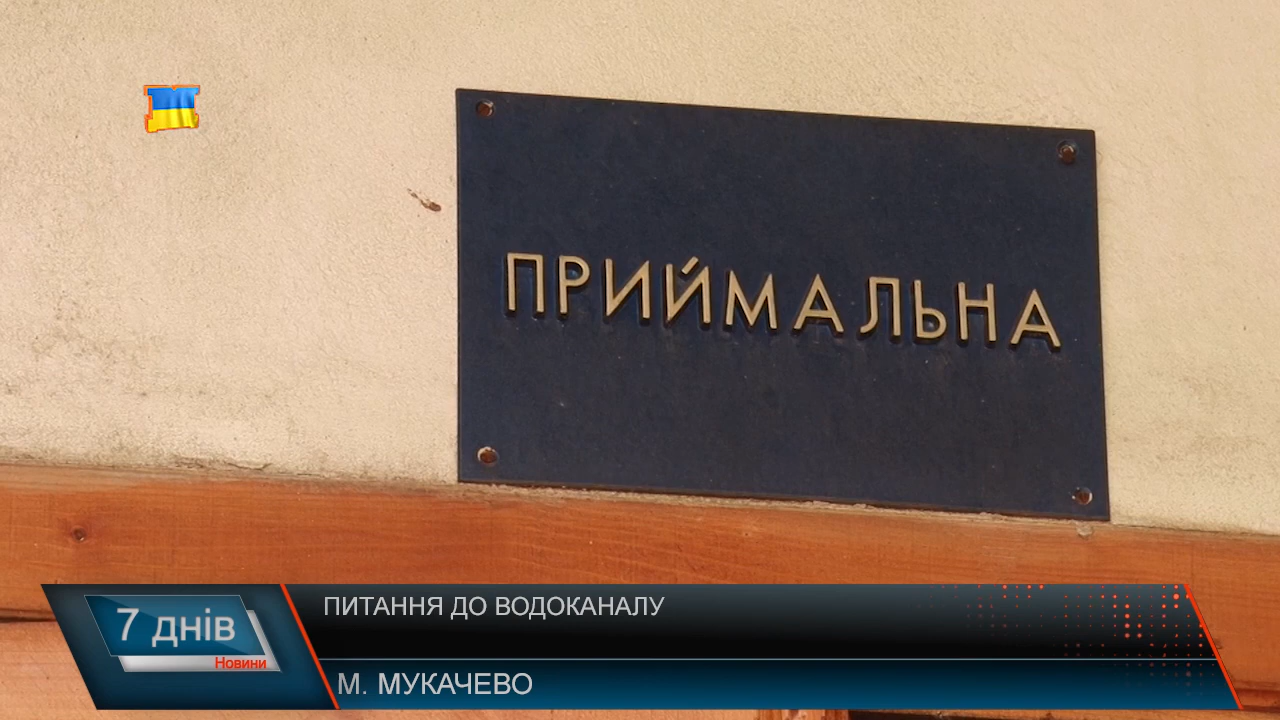 ПРИЙМАЛЬНА
ПИТАННЯ ДО ВОДОКАНАЛУ
7 днів
Новини
М. МУКАЧЕВО